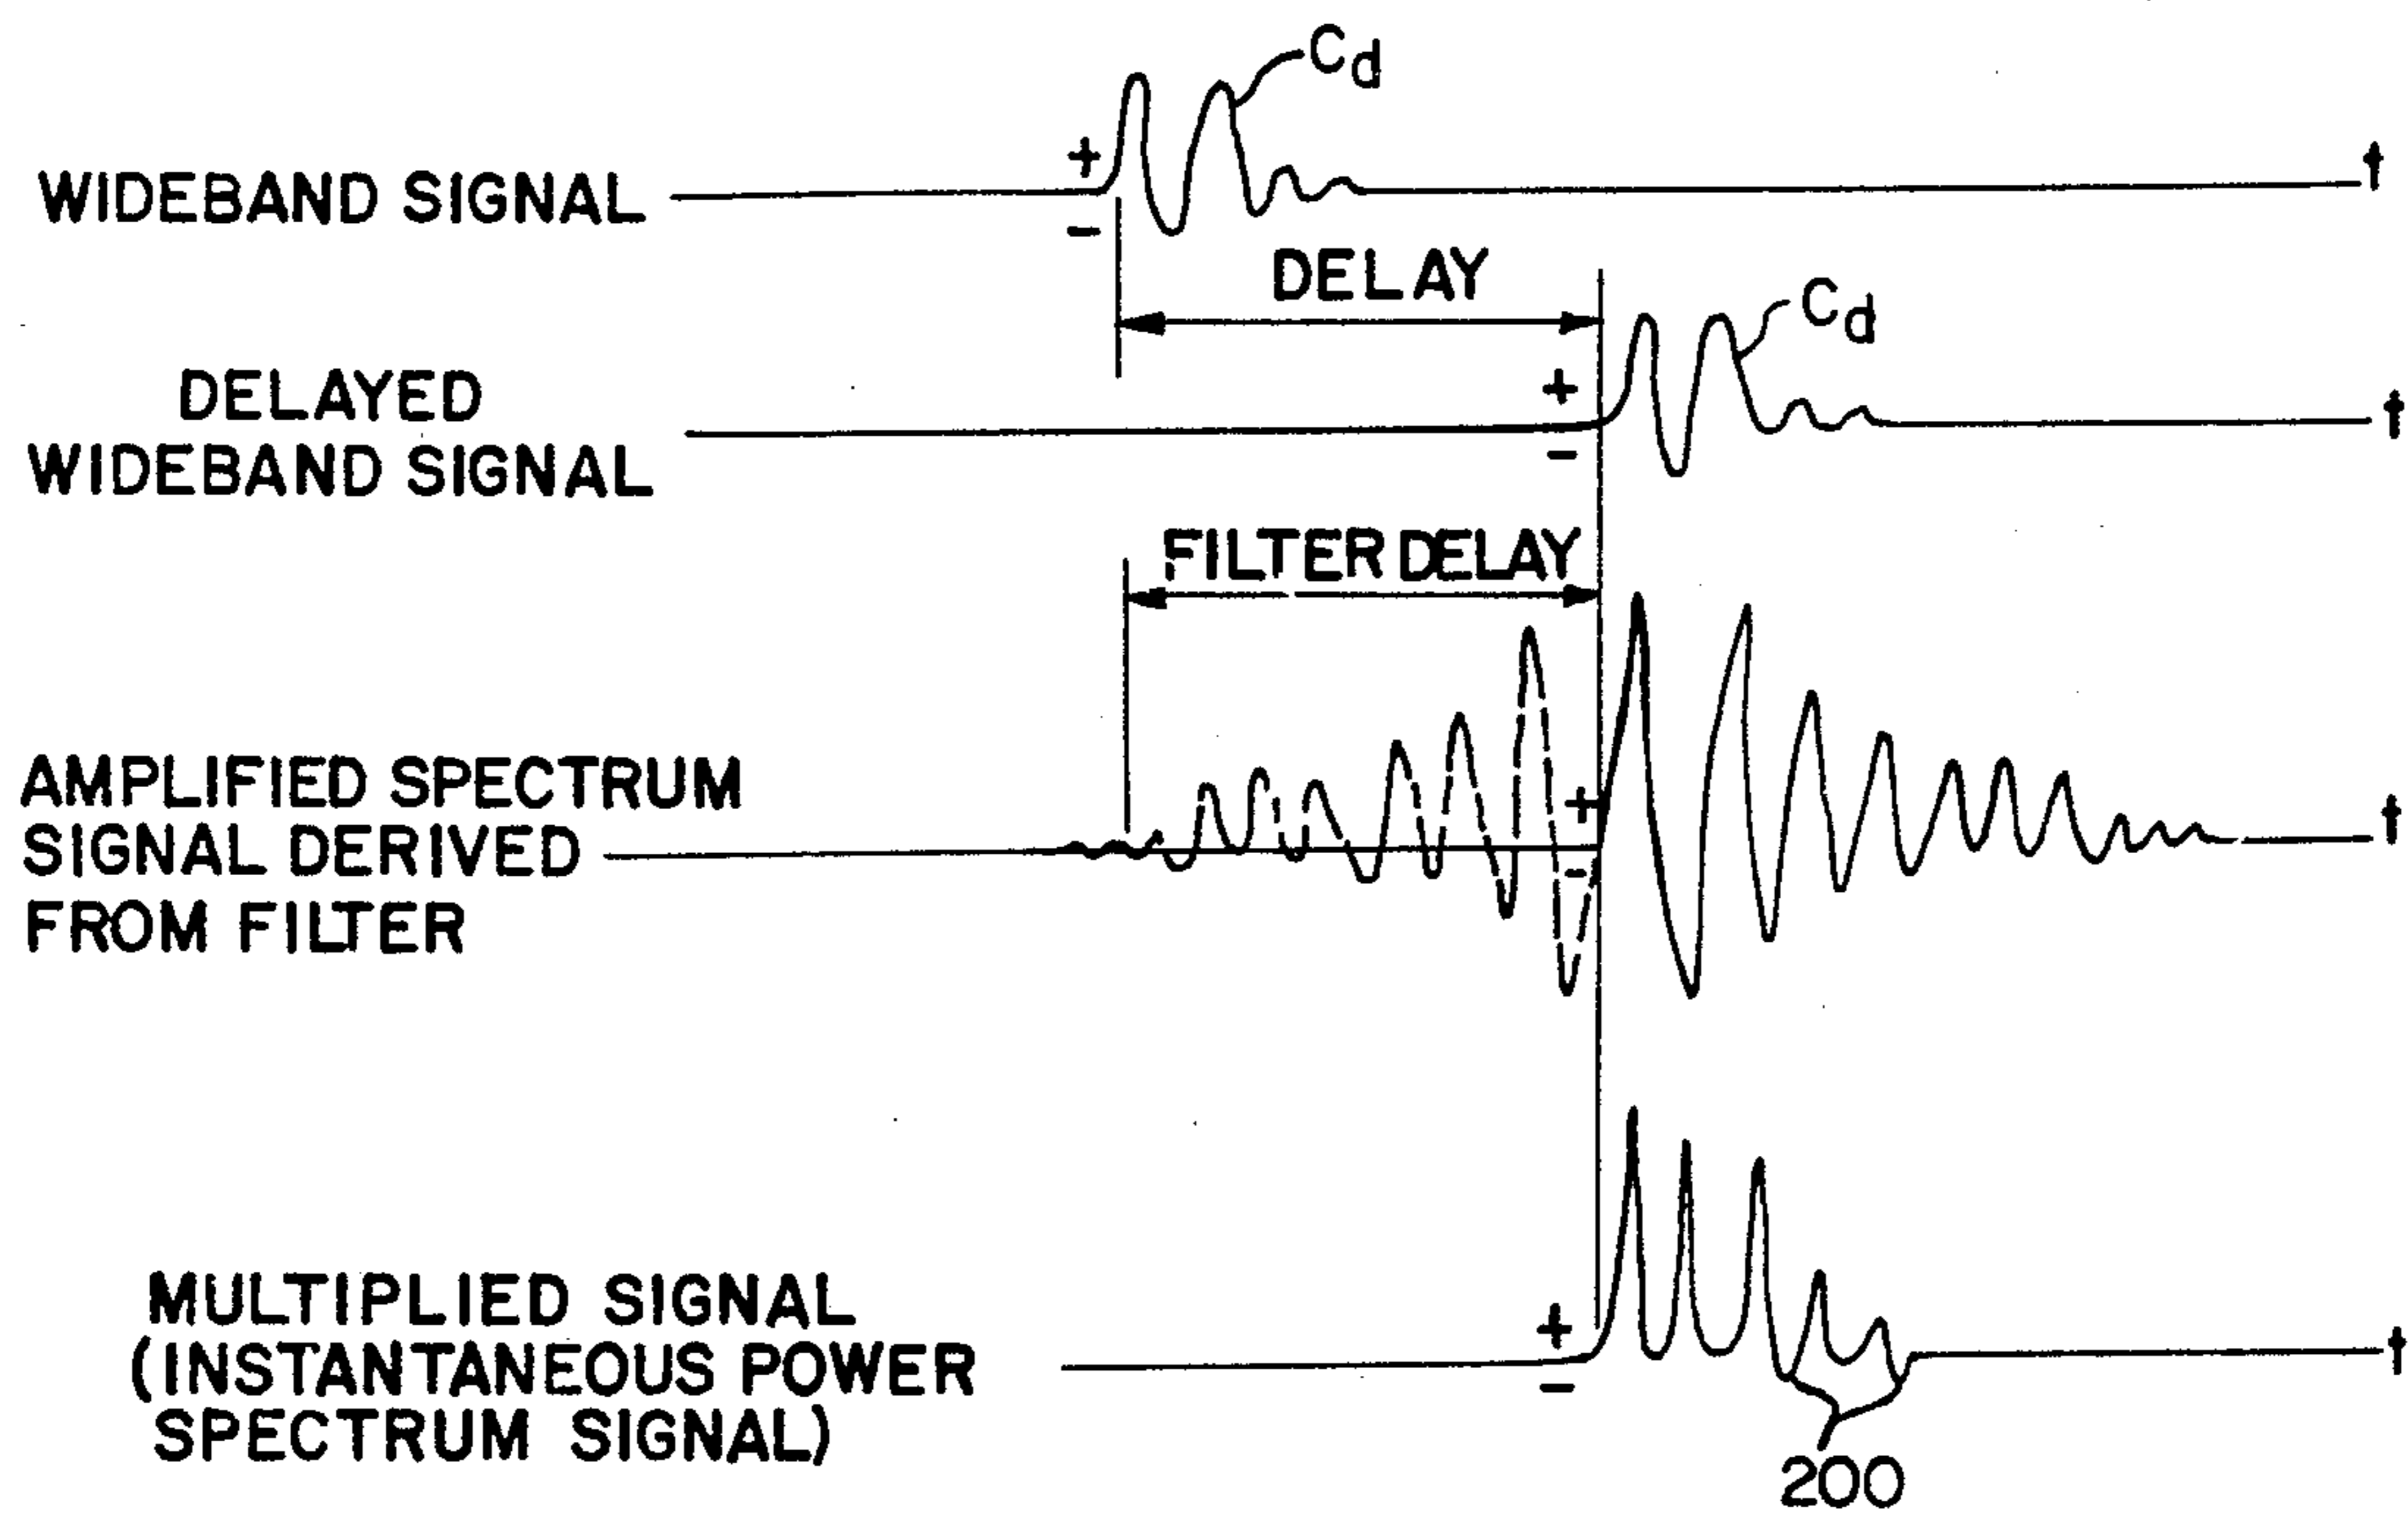 Cd
+
WIDEBAND SIGNAL
t
-
DELAY
Cd
+
DELAYED
WIDEBAND SIGNAL
t
-
FILTER DELAY
+
AMPLIFIED SPECTRUM
SIGNAL DERIVED
FROM FILTER
t
-
MULTIPLIED SIGNAL
(INSTANTANEOUS POWER
SPECTRUM SIGNAL)
+
-
t
200